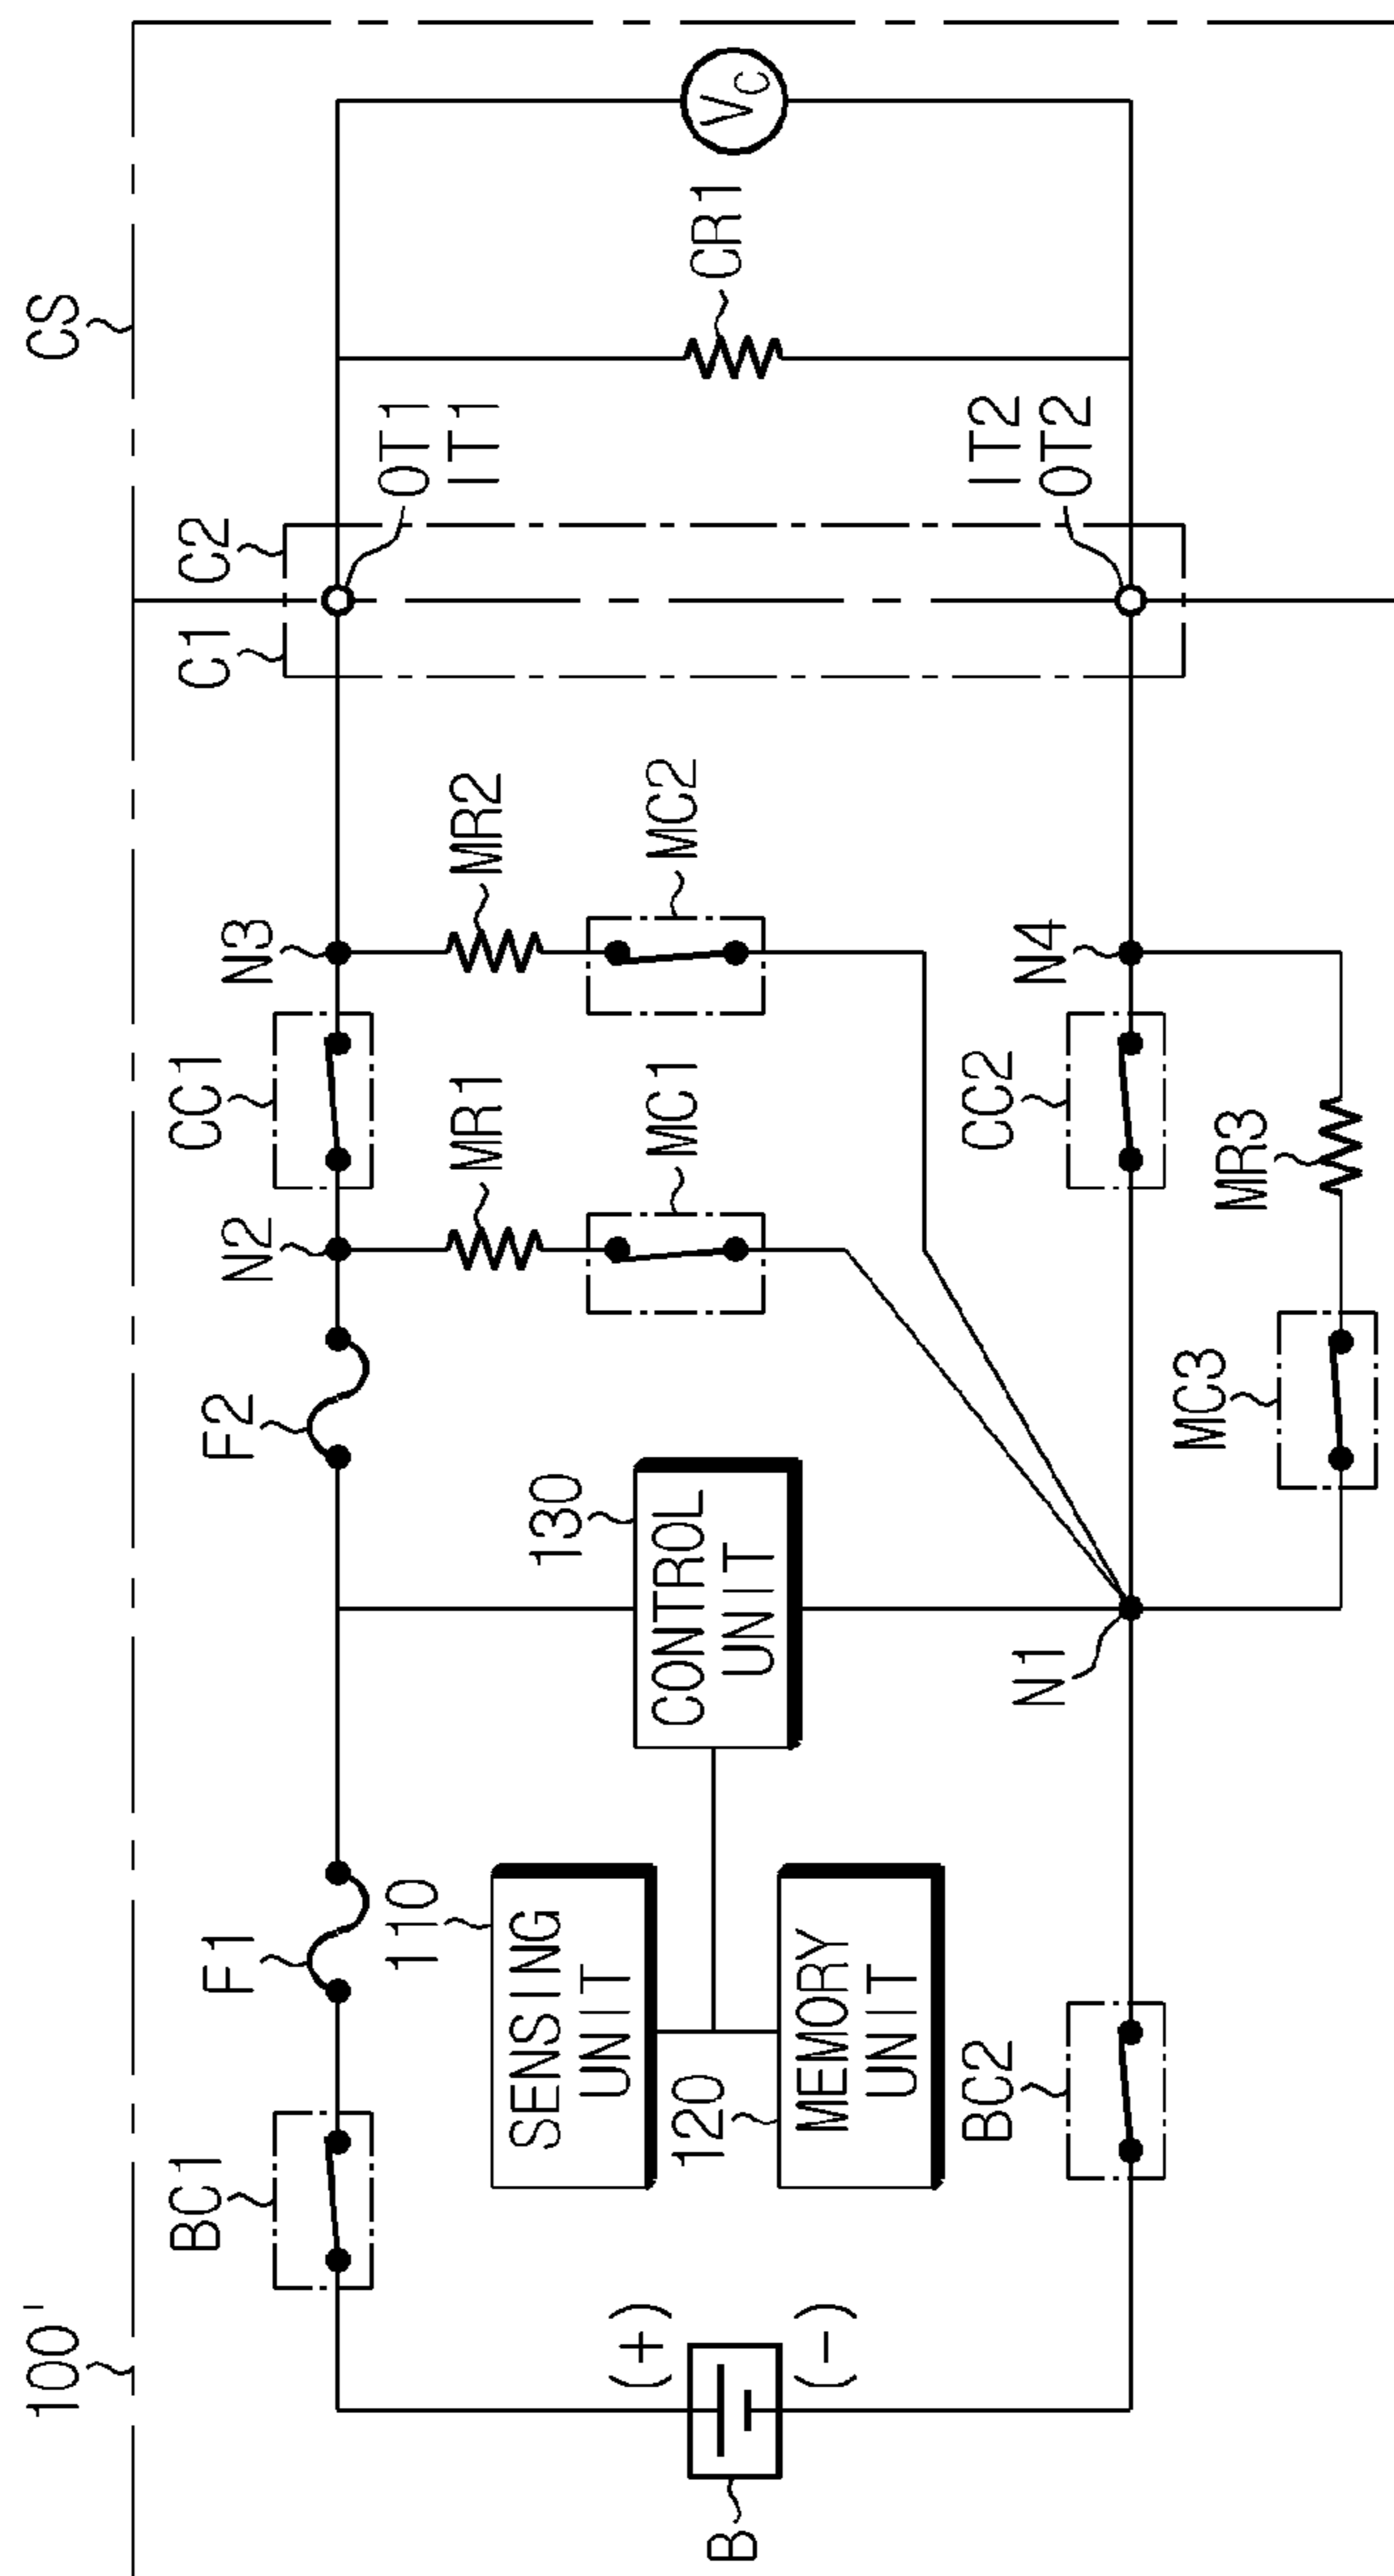 100'
CS
C1
C2
BC1
F1
F2
N2
CC1
N3
OT1
IT1
110
SENSING
UNIT
130
CONTROL
UNIT
MR1
MR2
MC1
MC2
CR1
VC
B
(+)
(-)
120
MEMORY
UNIT
BC2
N1
CC2
N4
IT2
OT2
MC3
MR3